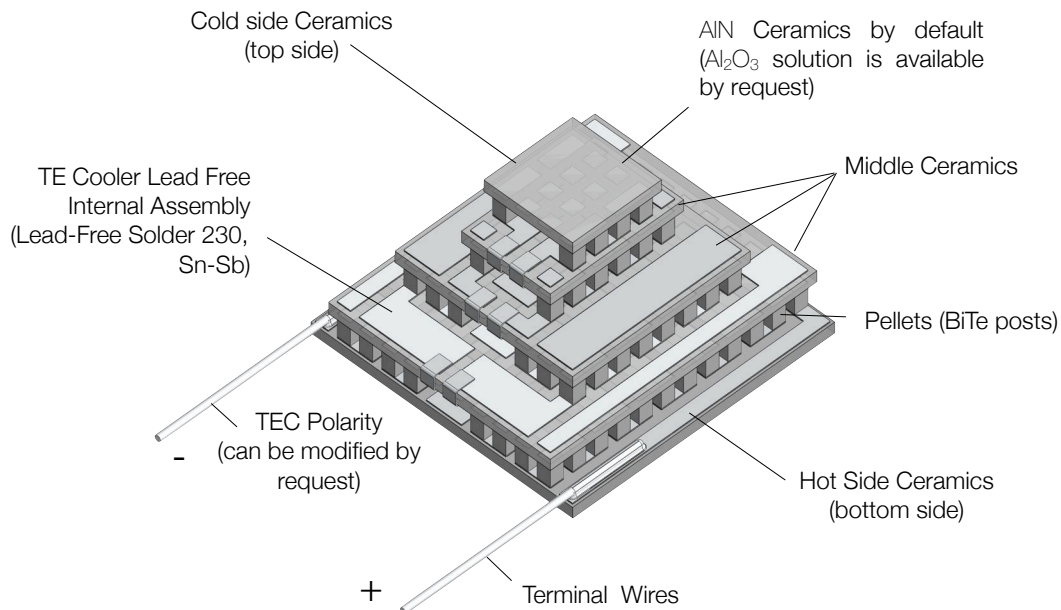 Cold side Ceramics
(top side)
AlN Ceramics by default
(Al₂O₃ solution is available
by request)
TE Cooler Lead Free
Internal Assembly
(Lead-Free Solder 230,
Sn-Sb)
Middle Ceramics
Pellets (BiTe posts)
TEC Polarity
(can be modified by
request)
-
Hot Side Ceramics
(bottom side)
+
Terminal Wires